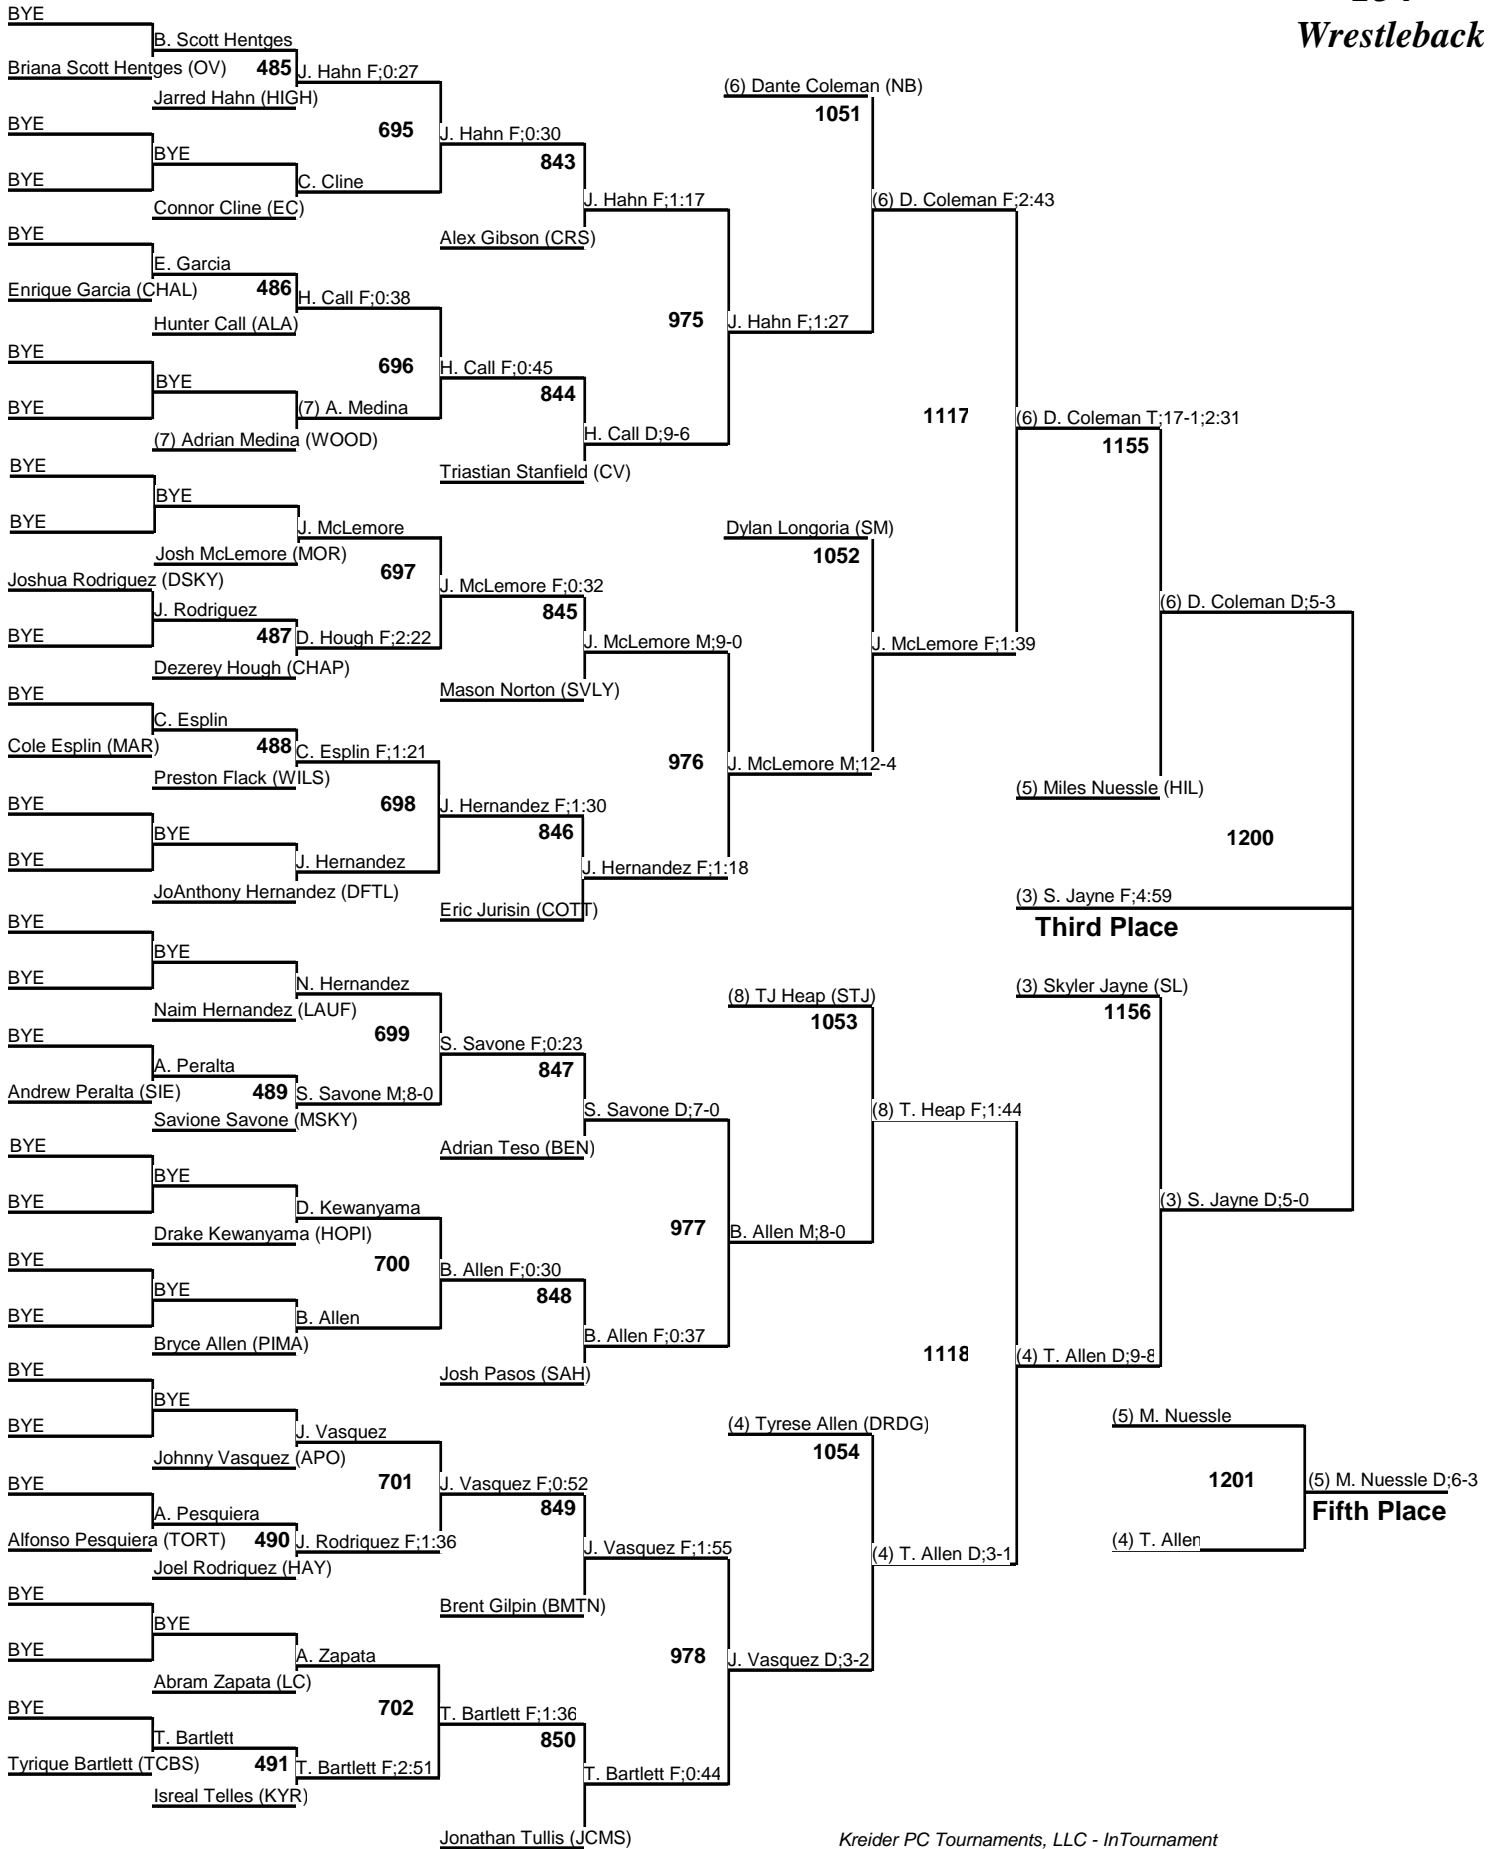 Wrestleback
BYE
B. Scott Hentges
Briana Scott Hentges (OV)
485
J. Hahn F;0:27
Jarred Hahn (HIGH)
(6) Dante Coleman (NB)
1051
BYE
695
J. Hahn F;0:30
BYE
843
BYE
C. Cline
Connor Cline (EC)
J. Hahn F;1:17
(6) D. Coleman F;2:43
BYE
Alex Gibson (CRS)
E. Garcia
Enrique Garcia (CHAL)
486
H. Call F;0:38
Hunter Call (ALA)
975
J. Hahn F;1:27
BYE
696
H. Call F;0:45
BYE
844
BYE
(7) A. Medina
1117
(6) D. Coleman T;17-1;2:31
(7) Adrian Medina (WOOD)
H. Call D;9-6
1155
BYE
Triastian Stanfield (CV)
BYE
BYE
J. McLemore
Dylan Longoria (SM)
Josh McLemore (MOR)
1052
697
Joshua Rodriguez (DSKY)
J. McLemore F;0:32
J. Rodriguez
845
(6) D. Coleman D;5-3
BYE
487
D. Hough F;2:22
J. McLemore M;9-0
J. McLemore F;1:39
Dezerey Hough (CHAP)
BYE
Mason Norton (SVLY)
C. Esplin
Cole Esplin (MAR)
488
C. Esplin F;1:21
976
J. McLemore M;12-4
Preston Flack (WILS)
(5) Miles Nuessle (HIL)
BYE
698
J. Hernandez F;1:30
BYE
846
1200
BYE
J. Hernandez
J. Hernandez F;1:18
JoAnthony Hernandez (DFTL)
(3) S. Jayne F;4:59
Eric Jurisin (COTT)
BYE
Third Place
BYE
BYE
N. Hernandez
(3) Skyler Jayne (SL)
Naim Hernandez (LAUF)
(8) TJ Heap (STJ)
1156
1053
BYE
699
S. Savone F;0:23
A. Peralta
847
Andrew Peralta (SIE)
489
S. Savone M;8-0
Savione Savone (MSKY)
S. Savone D;7-0
(8) T. Heap F;1:44
BYE
Adrian Teso (BEN)
BYE
BYE
D. Kewanyama
(3) S. Jayne D;5-0
Drake Kewanyama (HOPI)
977
B. Allen M;8-0
BYE
700
B. Allen F;0:30
BYE
848
BYE
B. Allen
Bryce Allen (PIMA)
B. Allen F;0:37
1118
(4) T. Allen D;9-8
BYE
Josh Pasos (SAH)
BYE
BYE
J. Vasquez
(4) Tyrese Allen (DRDG)
(5) M. Nuessle
Johnny Vasquez (APO)
1054
BYE
701
J. Vasquez F;0:52
1201
(5) M. Nuessle D;6-3
A. Pesquiera
849
Fifth Place
Alfonso Pesquiera (TORT)
490
J. Rodriquez F;1:36
(4) T. Allen
Joel Rodriquez (HAY)
J. Vasquez F;1:55
(4) T. Allen D;3-1
BYE
Brent Gilpin (BMTN)
BYE
BYE
A. Zapata
978
J. Vasquez D;3-2
Abram Zapata (LC)
BYE
702
T. Bartlett F;1:36
T. Bartlett
850
Tyrique Bartlett (TCBS)
491
T. Bartlett F;2:51
T. Bartlett F;0:44
Isreal Telles (KYR)
Jonathan Tullis (JCMS)
Kreider PC Tournaments, LLC - InTournament